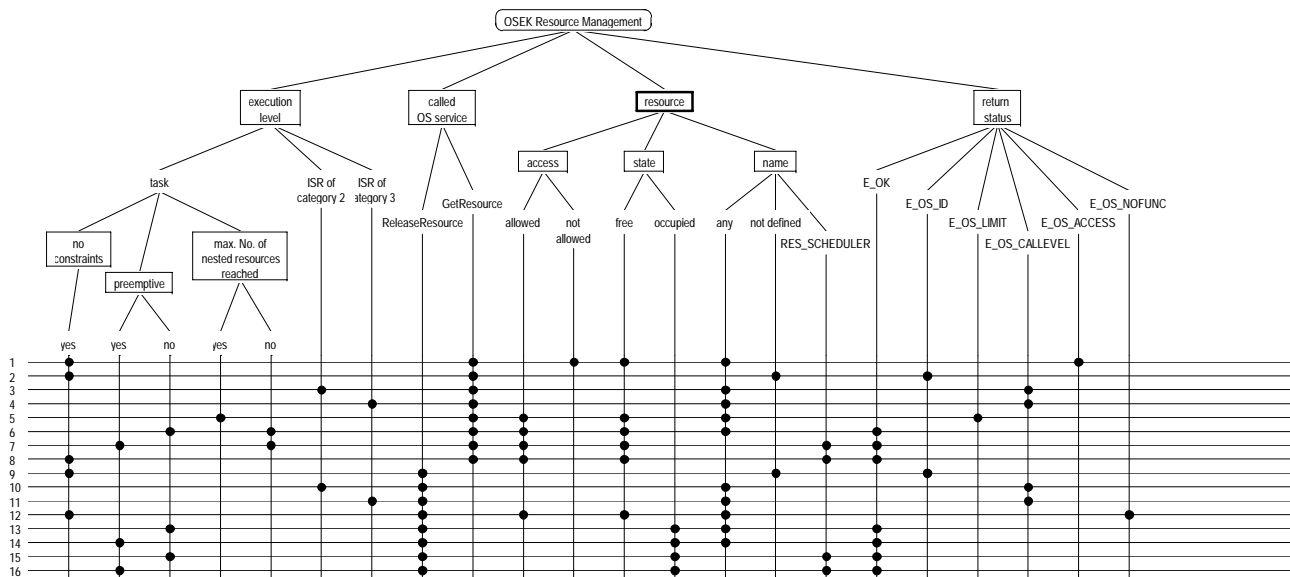 OSEK Resource Management
execution
level
called
OS service
resource
return
status
access
state
name
task
ISR of
category 2
ISR of
category 3
GetResource
ReleaseResource
allowed
not
allowed
free
occupied
any
not defined
RES_SCHEDULER
E_OK
E_OS_ID
E_OS_LIMIT
E_OS_CALLEVEL
E_OS_ACCESS
E_OS_NOFUNC
no
constraints
preemptive
max. No. of
nested resources
reached
yes
yes
no
yes
no
1
2
3
4
5
6
7
8
9
10
11
12
13
14
15
16